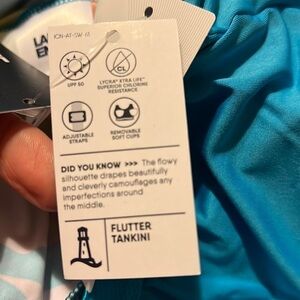 LA
EN
UPF 50
CL
LYCRA® XTRA LIFE™
SUPERIOR CHLORINE
RESISTANCE
ADJUSTABLE
STRAPS
REMOVABLE
SOFT CUPS
DID YOU KNOW >>> The flowy
silhouette drapes beautifully
and cleverly camouflages any
imperfections around
the middle.
FLUTTER
TANKINI